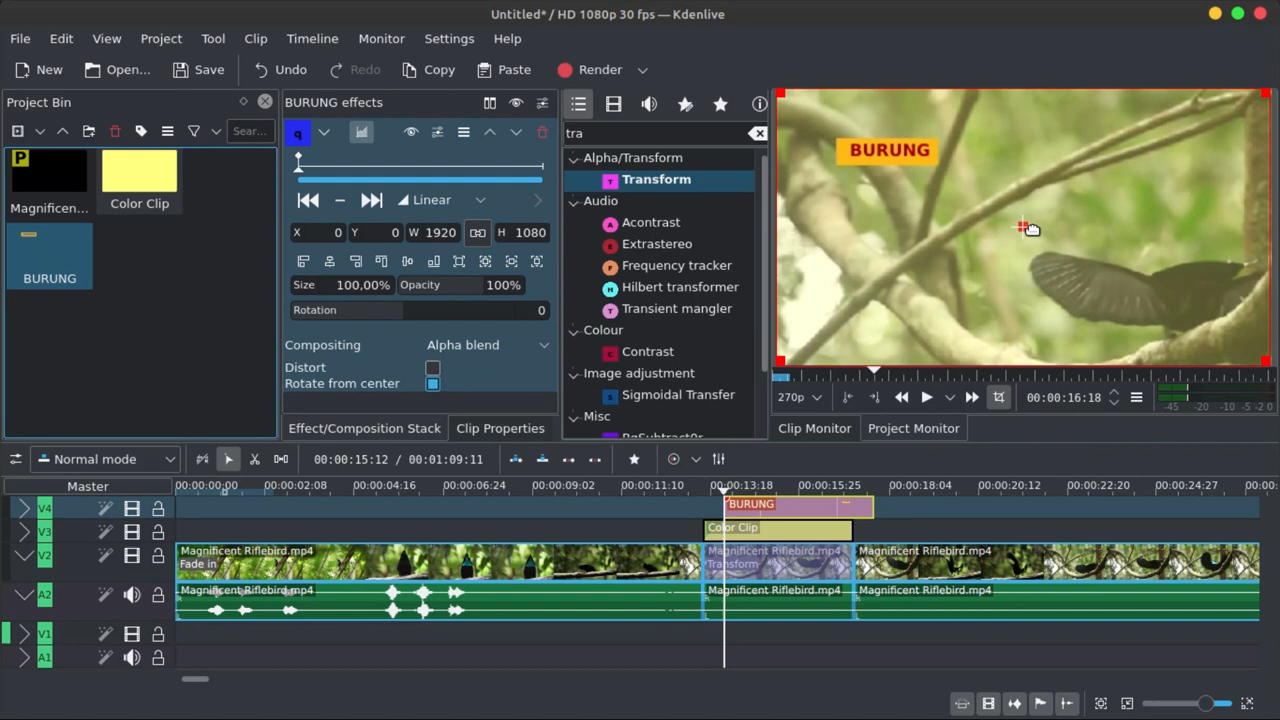 Untitled* / HD 1080p 30 fps — Kdenlive
File Edit View Project Tool Clip Timeline Monitor Settings Help
New Open... Save Undo Redo Copy Paste Render
Project Bin
Sear...
P
Magnificen...
Color Clip
BURUNG
BURUNG effects
q
Linear
X 0 Y 0 W 1920 H 1080
Size 100,00% Opacity 100%
Rotation 0
Compositing Alpha blend
Distort
Rotate from center
Effect/Composition Stack Clip Properties
tra
Alpha/Transform
T Transform
Audio
A Acontrast
E Extrastereo
F Frequency tracker
H Hilbert transformer
T Transient mangler
Colour
C Contrast
Image adjustment
S Sigmoidal Transfer
Misc
BgSubtract0r
BURUNG
270p 00:00:16:18
-45 -20 -10 -5 -2 0
Clip Monitor Project Monitor
Normal mode 00:00:15:12 / 00:01:09:11
Master
00:00:00:00 00:00:02:08 00:00:04:16 00:00:09:02 00:00:11:10 00:00:13:18 00:00:15:25 00:00:18:04 00:00:20:12 00:00:22:20 00:00:24:27 00:00:
V4 BURUNG
V3 Color Clip
V2 Magnificent Riflebird.mp4 Magnificent Riflebird.mp4 Magnificent Riflebird.mp4
Fade in Transform
A2 Magnificent Riflebird.mp4 Magnificent Riflebird.mp4 Magnificent Riflebird.mp4
V1
A1